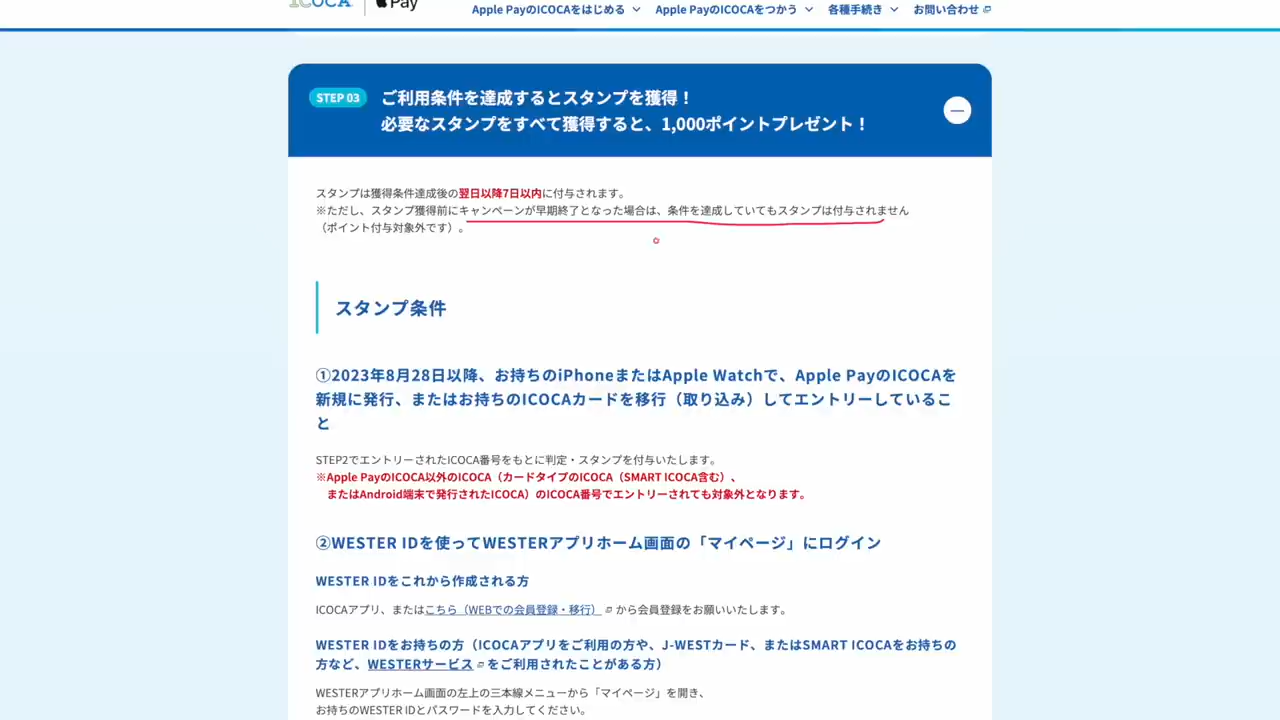 ICOCA Pay
Apple PayのICOCAをはじめる Apple PayのICOCAをつかう 各種手続き お問い合わせ
STEP 03
ご利用条件を達成するとスタンプを獲得！
必要なスタンプをすべて獲得すると、1,000ポイントプレゼント！
スタンプは獲得条件達成後の翌日以降7日以内に付与されます。
※ただし、スタンプ獲得前にキャンペーンが早期終了となった場合は、条件を達成していてもスタンプは付与されません
（ポイント付与対象外です）。
スタンプ条件
①2023年8月28日以降、お持ちのiPhoneまたはApple Watchで、Apple PayのICOCAを
新規に発行、またはお持ちのICOCAカードを移行（取り込み）してエントリーしているこ
と
STEP2でエントリーされたICOCA番号をもとに判定・スタンプを付与いたします。
※Apple PayのICOCA以外のICOCA（カードタイプのICOCA（SMART ICOCA含む）、
またはAndroid端末で発行されたICOCA）のICOCA番号でエントリーされても対象外となります。
②WESTER IDを使ってWESTERアプリホーム画面の「マイページ」にログイン
WESTER IDをこれから作成される方
ICOCAアプリ、またはこちら（WEBでの会員登録・移行） から会員登録をお願いいたします。
WESTER IDをお持ちの方（ICOCAアプリをご利用の方や、J-WESTカード、またはSMART ICOCAをお持ちの
方など、WESTERサービス をご利用されたことがある方）
WESTERアプリホーム画面の左上の三本線メニューから「マイページ」を開き、
お持ちのWESTER IDとパスワードを入力してください。